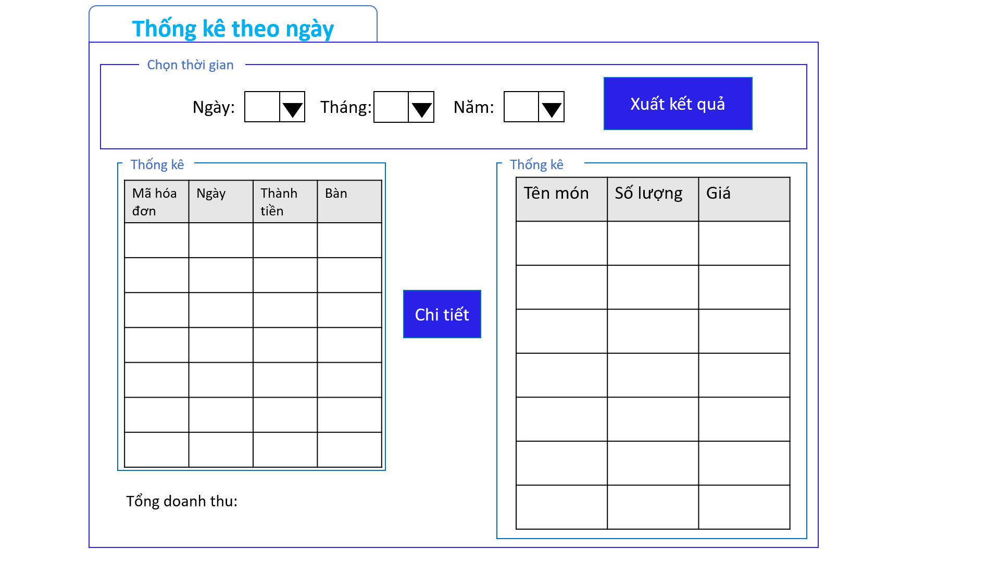 Thống kê theo ngày
Chọn thời gian
Ngày: Tháng: Năm: Xuất kết quả
Thống kê
Mã hóa đơn Ngày Thành tiền Bàn
Thống kê
Tên món Số lượng Giá
Chi tiết
Tổng doanh thu: